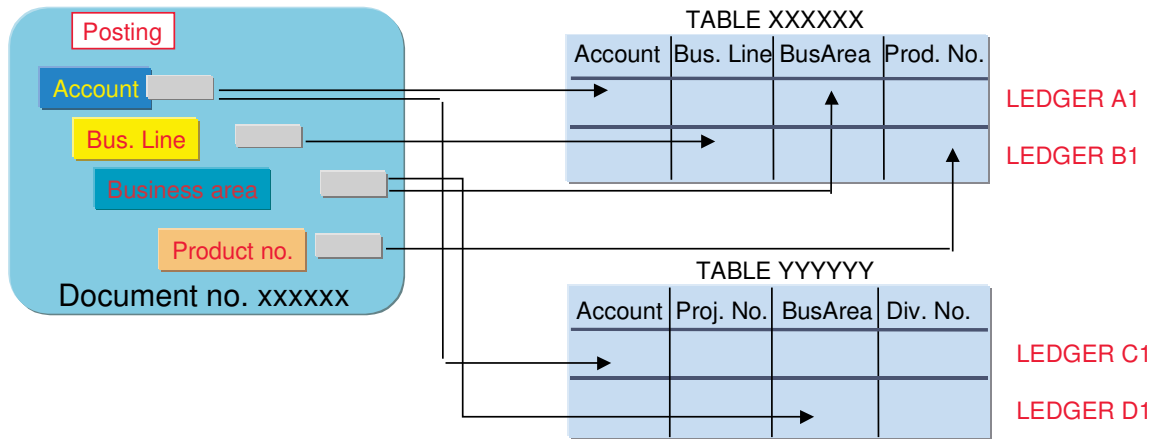 Posting
Account
Bus. Line
Business area
Product no.
Document no. xxxxxx
TABLE XXXXXX
Account Bus. Line BusArea Prod. No.
LEDGER A1
LEDGER B1
TABLE YYYYYY
Account Proj. No. BusArea Div. No.
LEDGER C1
LEDGER D1